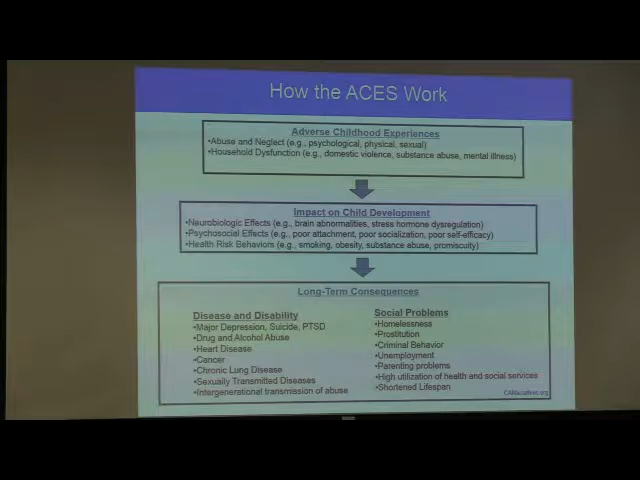 How the ACES Work
Adverse Childhood Experiences
•Abuse and Neglect (e.g., psychological, physical, sexual)
•Household Dysfunction (e.g., domestic violence, substance abuse, mental illness)
Impact on Child Development
•Neurobiologic Effects (e.g., brain abnormalities, stress hormone dysregulation)
•Psychosocial Effects (e.g., poor attachment, poor socialization, poor self-efficacy)
•Health Risk Behaviors (e.g., smoking, obesity, substance abuse, promiscuity)
Long-Term Consequences
Disease and Disability
•Major Depression, Suicide, PTSD
•Drug and Alcohol Abuse
•Heart Disease
•Cancer
•Chronic Lung Disease
•Sexually Transmitted Diseases
•Intergenerational transmission of abuse
Social Problems
•Homelessness
•Prostitution
•Criminal Behavior
•Unemployment
•Parenting problems
•High utilization of health and social services
•Shortened Lifespan